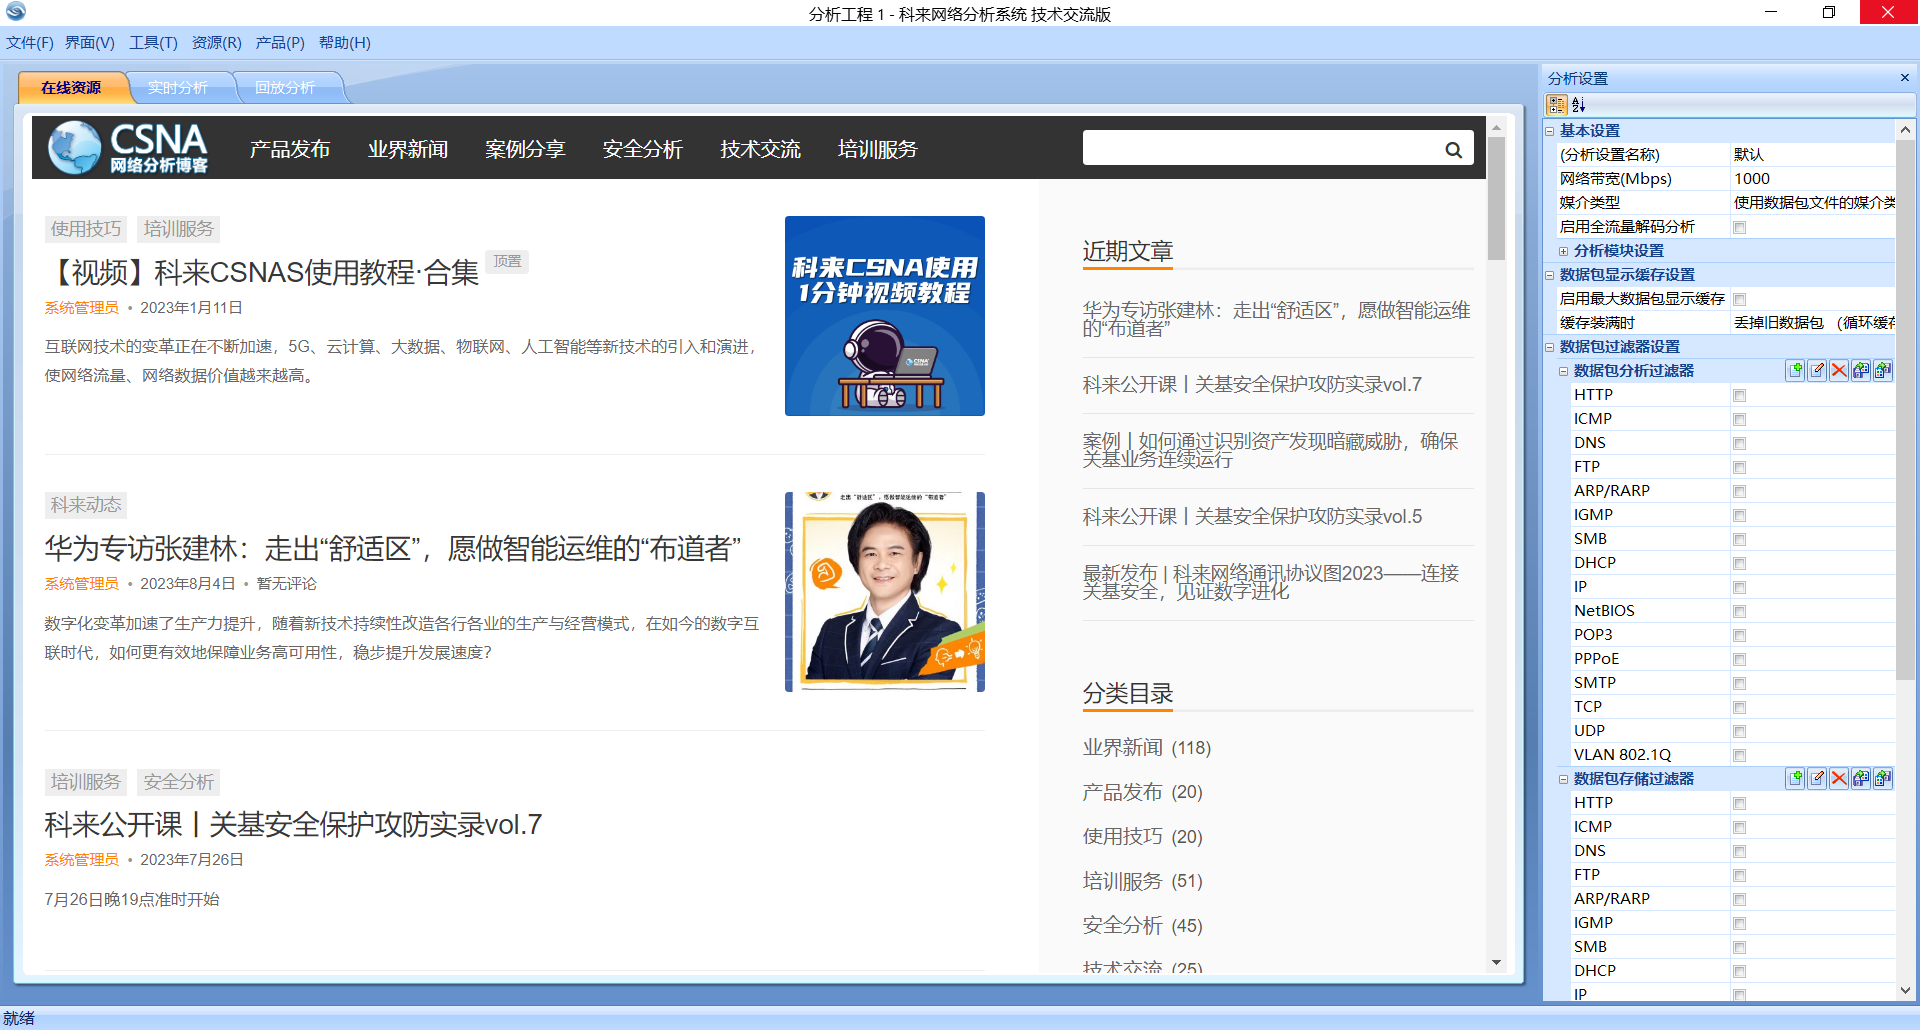 分析工程 1 - 科来网络分析系统 技术交流版
文件(F) 界面(V) 工具(T) 资源(R) 产品(P) 帮助(H)
在线资源 实时分析 回放分析
CSNA
网络分析博客
产品发布 业界新闻 案例分享 安全分析 技术交流 培训服务
使用技巧 培训服务
【视频】科来CSNAS使用教程·合集 顶置
系统管理员 • 2023年1月11日
互联网技术的变革正在不断加速，5G、云计算、大数据、物联网、人工智能等新技术的引入和演进，
使网络流量、网络数据价值越来越高。
科来CSNA使用
1分钟视频教程
CSNA
科来动态
华为专访张建林：走出“舒适区”，愿做智能运维的“布道者”
系统管理员 • 2023年8月4日 • 暂无评论
数字化变革加速了生产力提升，随着新技术持续性改造各行各业的生产与经营模式，在如今的数字互
联时代，如何更有效地保障业务高可用性，稳步提升发展速度？
走出“舒适区”，愿做智能运维的“布道者”
培训服务 安全分析
科来公开课丨关基安全保护攻防实录vol.7
系统管理员 • 2023年7月26日
7月26日晚19点准时开始
近期文章
华为专访张建林：走出“舒适区”，愿做智能运维
的“布道者”
科来公开课丨关基安全保护攻防实录vol.7
案例 | 如何通过识别资产发现暗藏威胁，确保
关基业务连续运行
科来公开课丨关基安全保护攻防实录vol.5
最新发布 | 科来网络通讯协议图2023——连接
关基安全，见证数字进化
分类目录
业界新闻 (118)
产品发布 (20)
使用技巧 (20)
培训服务 (51)
安全分析 (45)
技术交流 (25)
分析设置
基本设置
(分析设置名称) 默认
网络带宽(Mbps) 1000
媒介类型 使用数据包文件的媒介类
启用全流量解码分析
分析模块设置
数据包显示缓存设置
启用最大数据包显示缓存
缓存装满时 丢掉旧数据包 （循环缓存
数据包过滤器设置
数据包分析过滤器
HTTP
ICMP
DNS
FTP
ARP/RARP
IGMP
SMB
DHCP
IP
NetBIOS
POP3
PPPoE
SMTP
TCP
UDP
VLAN 802.1Q
数据包存储过滤器
HTTP
ICMP
DNS
FTP
ARP/RARP
IGMP
SMB
DHCP
IP
就绪